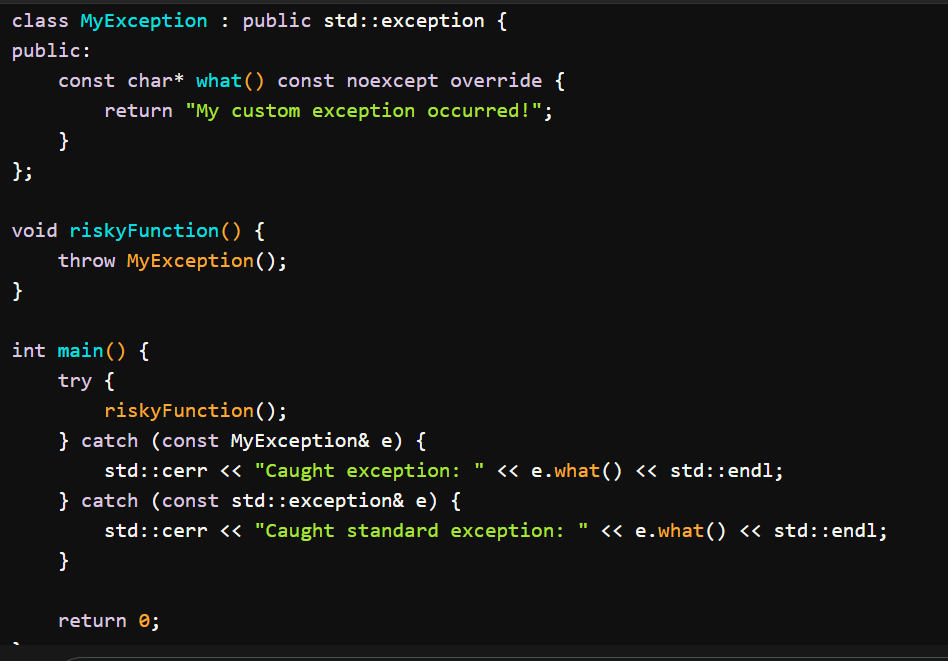 class MyException : public std::exception {
public:
    const char* what() const noexcept override {
        return "My custom exception occurred!";
    }
};

void riskyFunction() {
    throw MyException();
}

int main() {
    try {
        riskyFunction();
    } catch (const MyException& e) {
        std::cerr << "Caught exception: " << e.what() << std::endl;
    } catch (const std::exception& e) {
        std::cerr << "Caught standard exception: " << e.what() << std::endl;
    }

    return 0;